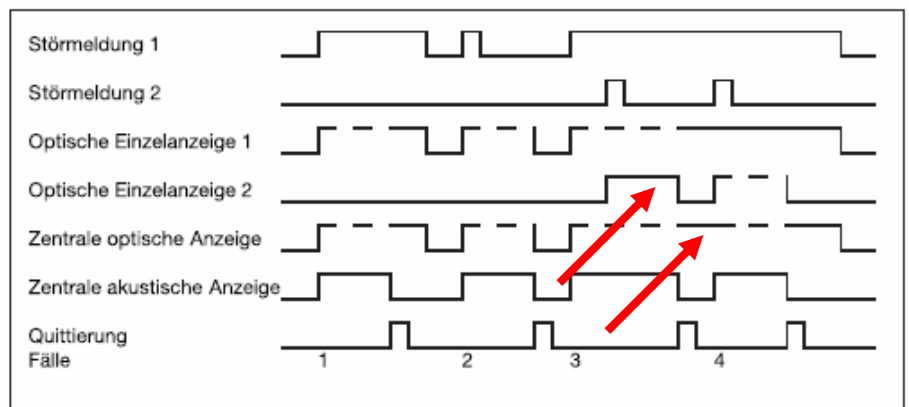 Störmeldung 1
Störmeldung 2
Optische Einzelanzeige 1
Optische Einzelanzeige 2
Zentrale optische Anzeige
Zentrale akustische Anzeige
Quittierung
Fälle 1 2 3 4